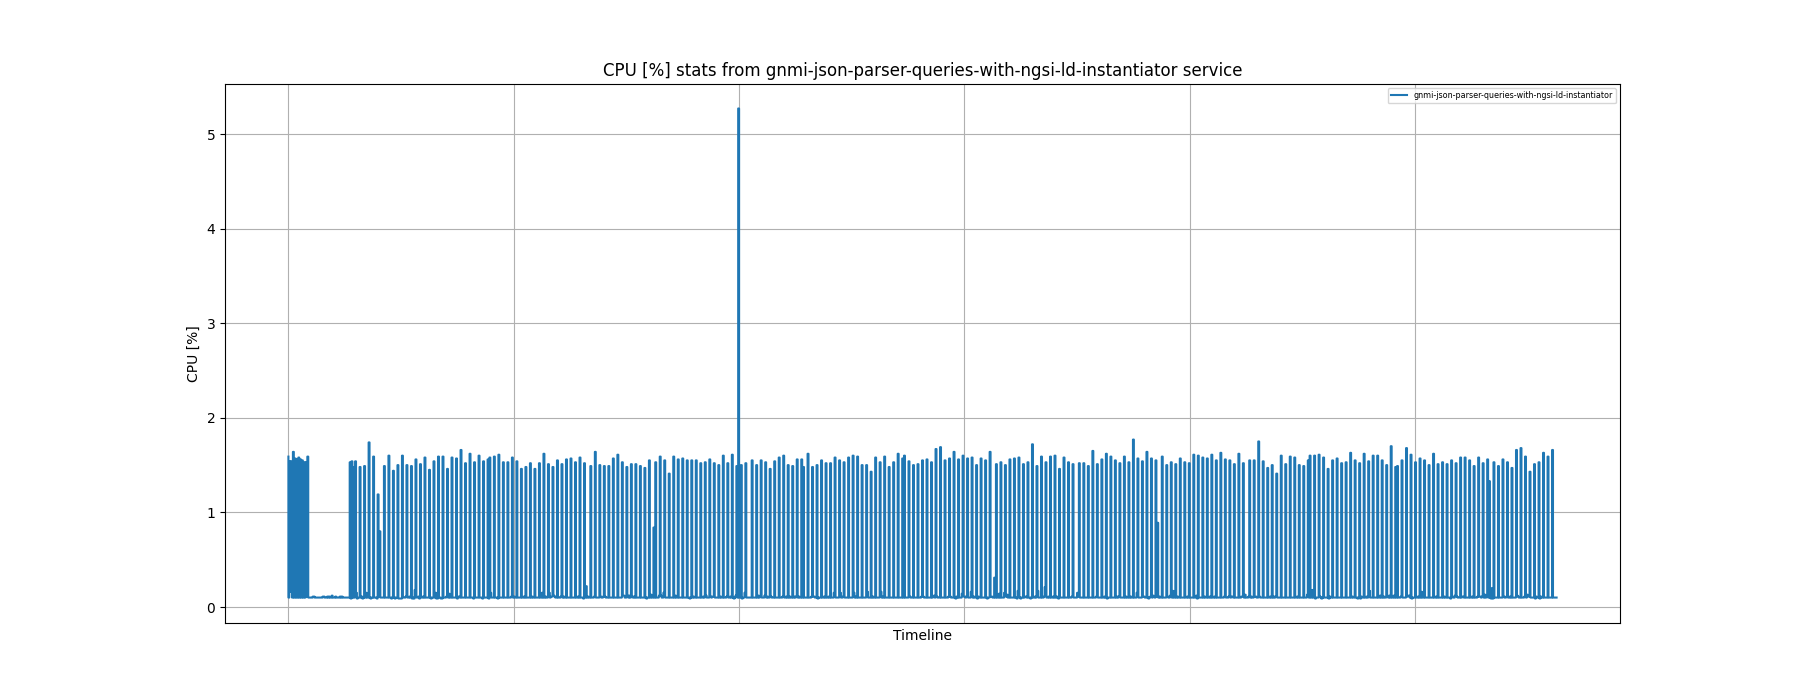 CPU [%] stats from gnmi-json-parser-queries-with-ngsi-ld-instantiator service
gnmi-json-parser-queries-with-ngsi-ld-instantiator
5
4
3
2
1
0
CPU [%]
Timeline